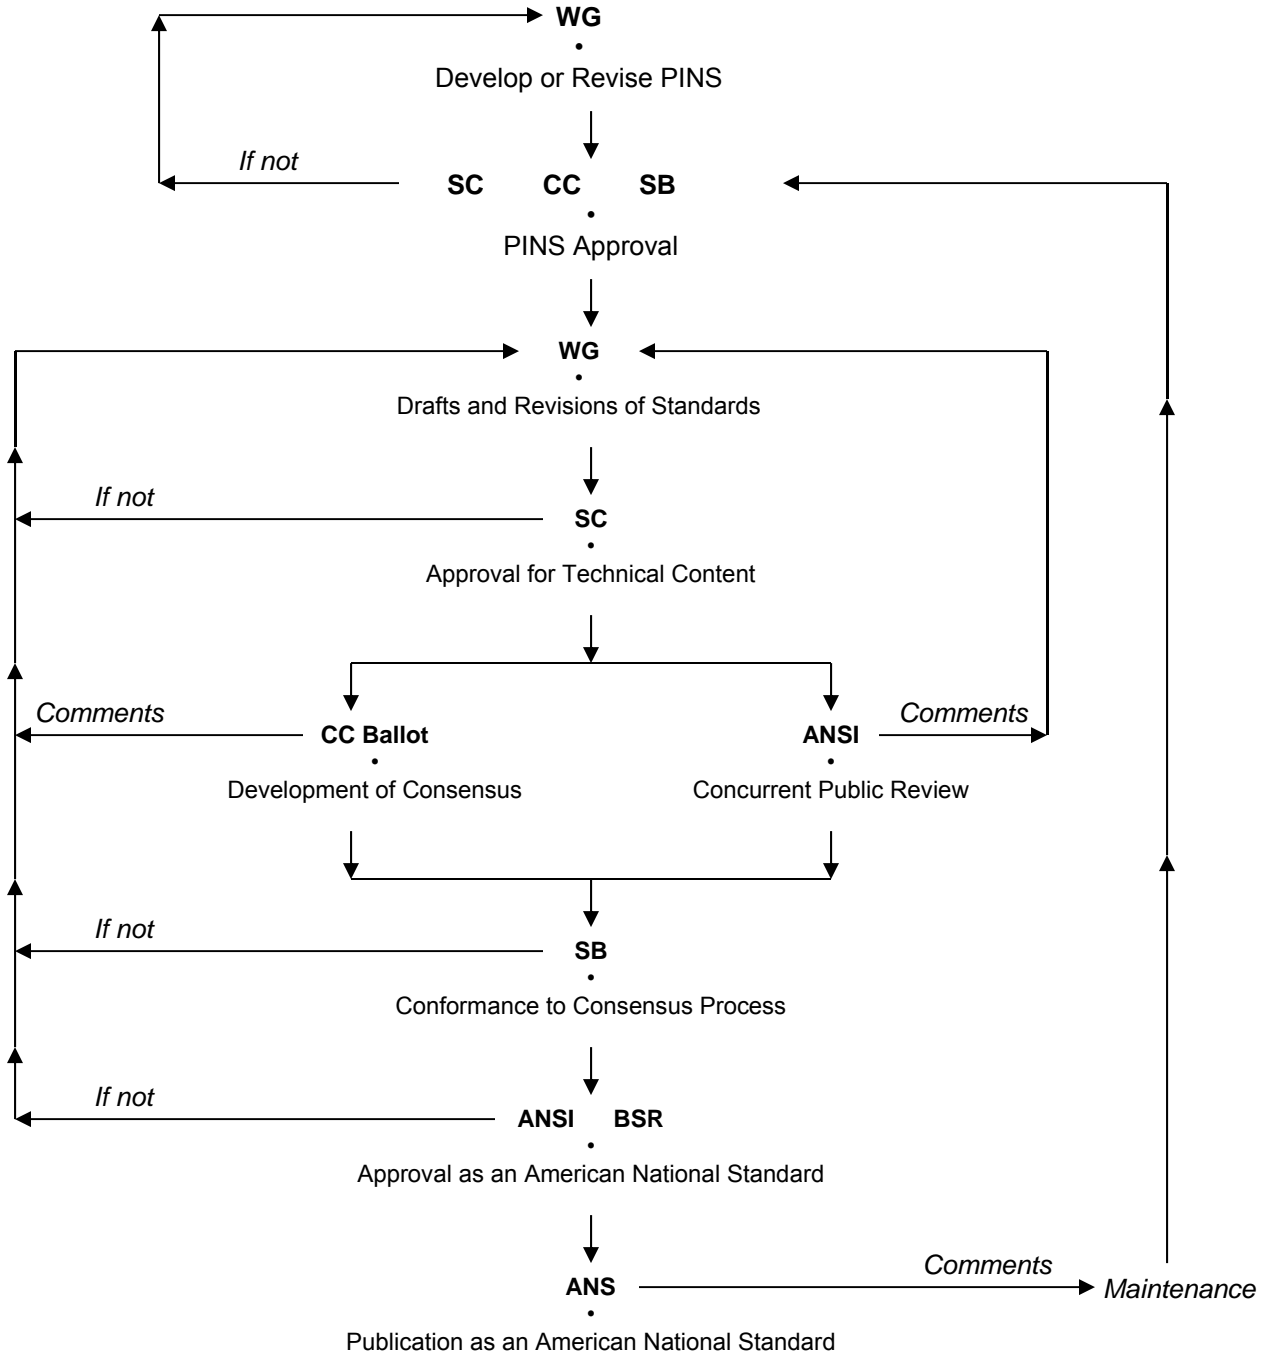 WG
•
Develop or Revise PINS
If not
SC CC SB
•
PINS Approval
WG
•
Drafts and Revisions of Standards
If not
SC
•
Approval for Technical Content
Comments
CC Ballot
•
Development of Consensus
ANSI
Comments
•
Concurrent Public Review
If not
SB
•
Conformance to Consensus Process
If not
ANSI BSR
•
Approval as an American National Standard
ANS
Comments
Maintenance
•
Publication as an American National Standard